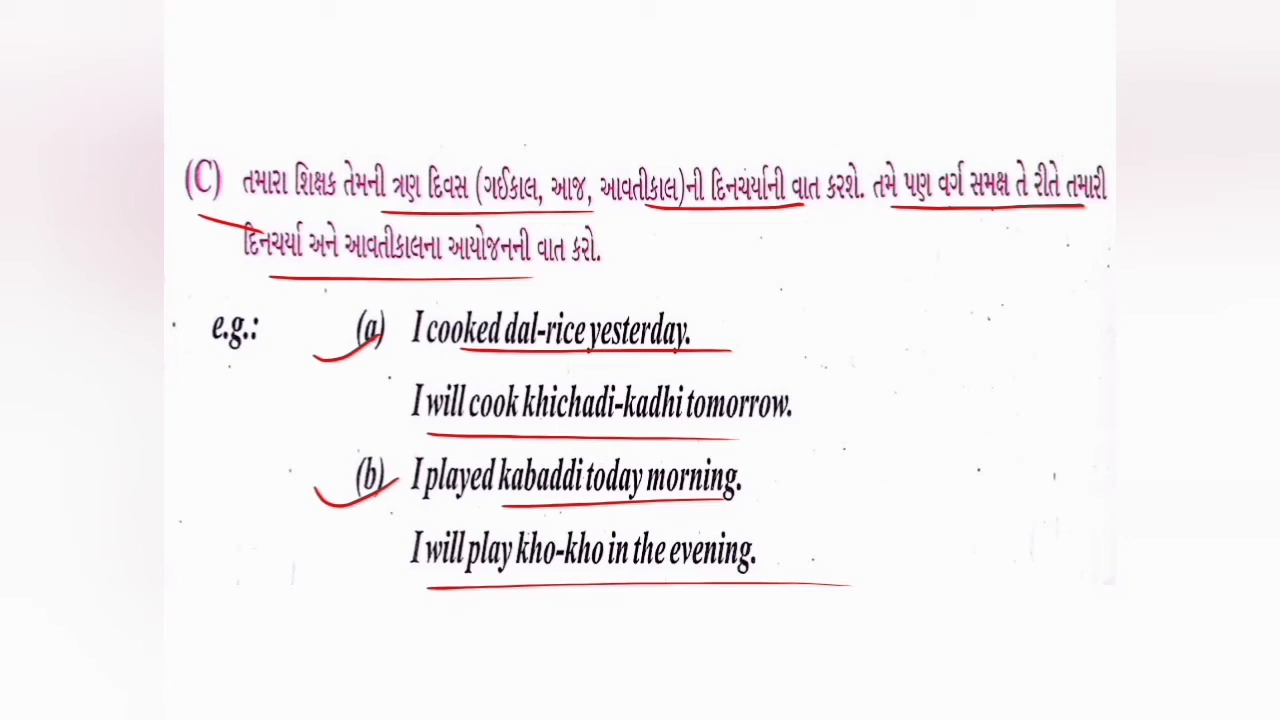 (C) તમારા શિક્ષક તેમની ત્રણ દિવસ (ગઈકાલ, આજ, આવતીકાલ)ની દિનચર્યાની વાત કરશે. તમે પણ વર્ગ સમક્ષ તે રીતે તમારી
દિનચર્યા અને આવતીકાલના આયોજનની વાત કરો.
e.g.: (a) I cooked dal-rice yesterday.
I will cook khichadi-kadhi tomorrow.
(b) I played kabaddi today morning.
I will play kho-kho in the evening.